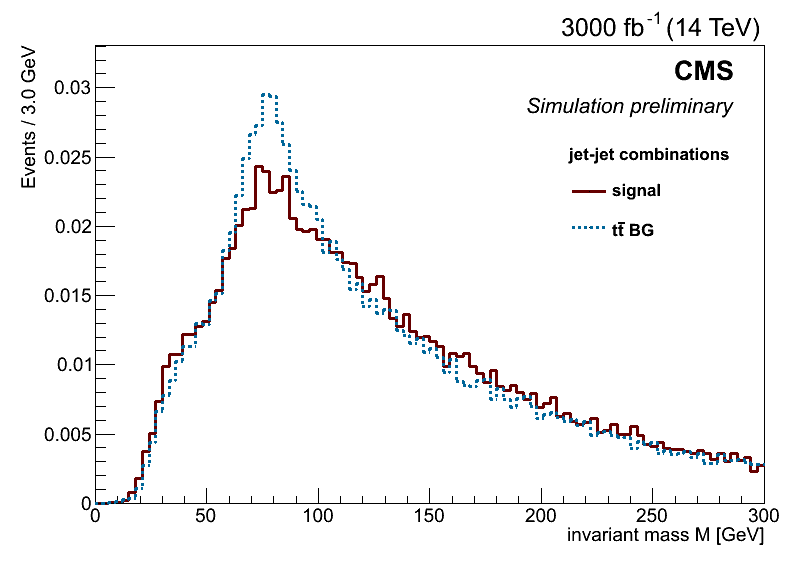 3000 fb⁻¹ (14 TeV)
CMS
Simulation preliminary
jet-jet combinations
signal
tt̄ BG
Events / 3.0 GeV
0.03
0.025
0.02
0.015
0.01
0.005
0
0 50 100 150 200 250 300
invariant mass M [GeV]